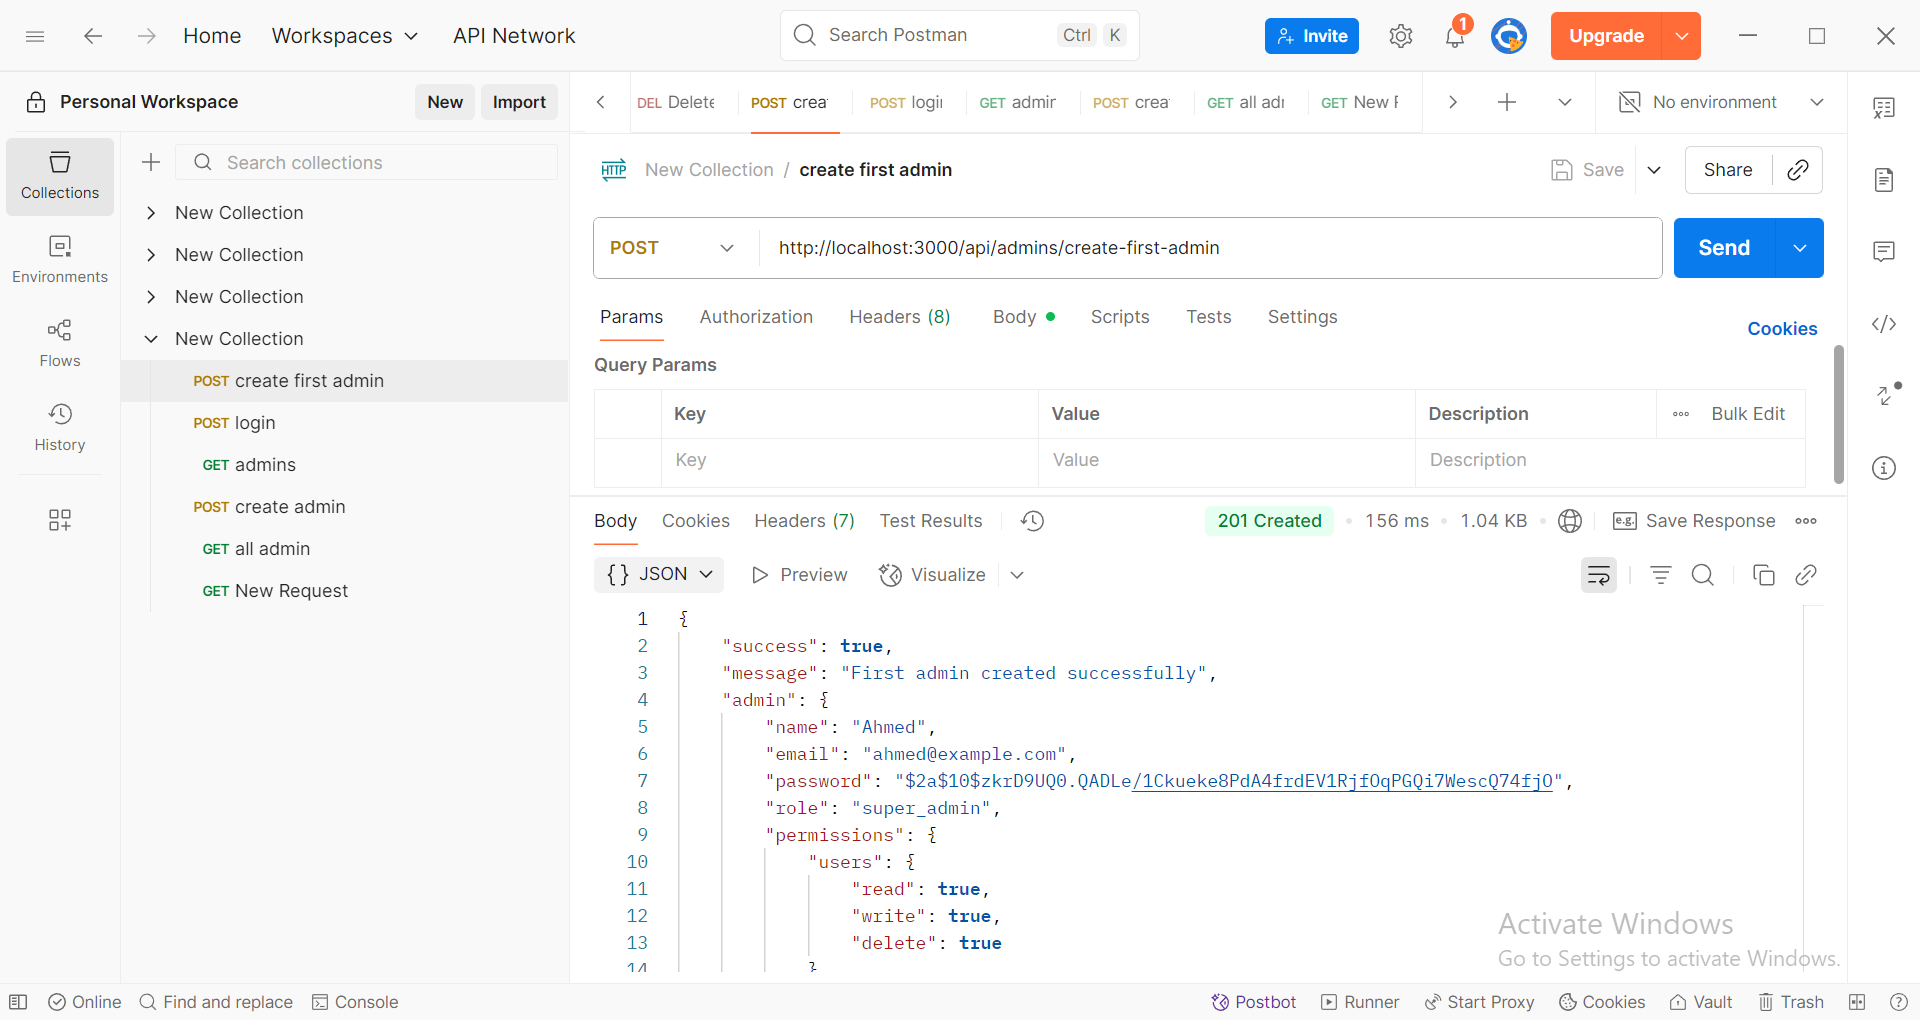 Home
Workspaces
API Network
Search Postman
Ctrl K
Invite
1
Upgrade
Personal Workspace
New
Import
DEL Delete
POST crea
POST logi
GET admir
POST crea
GET all ad
GET New
No environment
Collections
Environments
Flows
History
Search collections
New Collection
New Collection
New Collection
New Collection
POST create first admin
POST login
GET admins
POST create admin
GET all admin
GET New Request
HTTP
New Collection / create first admin
Save
Share
POST
http://localhost:3000/api/admins/create-first-admin
Send
Params
Authorization
Headers (8)
Body
Scripts
Tests
Settings
Cookies
Query Params
Key
Value
Description
Bulk Edit
Key
Value
Description
Body
Cookies
Headers (7)
Test Results
201 Created
156 ms
1.04 KB
e.g.
Save Response
{} JSON
Preview
Visualize
1 {
2 "success": true,
3 "message": "First admin created successfully",
4 "admin": {
5 "name": "Ahmed",
6 "email": "ahmed@example.com",
7 "password": "$2a$10$zkrD9UQ0.QADLe/1Ckueke8PdA4frdEV1RjfOqPGQi7WescQ74fjO",
8 "role": "super_admin",
9 "permissions": {
10 "users": {
11 "read": true,
12 "write": true,
13 "delete": true
14 }
Activate Windows
Go to Settings to activate Windows.
Online
Find and replace
Console
Postbot
Runner
Start Proxy
Cookies
Vault
Trash